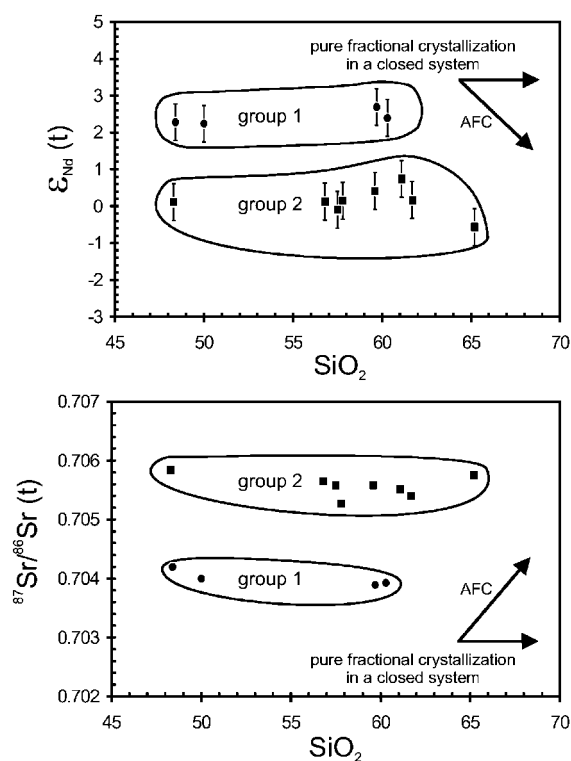 pure fractional crystallization
in a closed system
AFC
group 1
group 2
εNd (t)
5
4
3
2
1
0
-1
-2
-3
45 50 55 60 65 70
SiO2
87Sr/86Sr (t)
0.707
0.706
0.705
0.704
0.703
0.702
group 2
group 1
AFC
pure fractional crystallization
in a closed system
45 50 55 60 65 70
SiO2